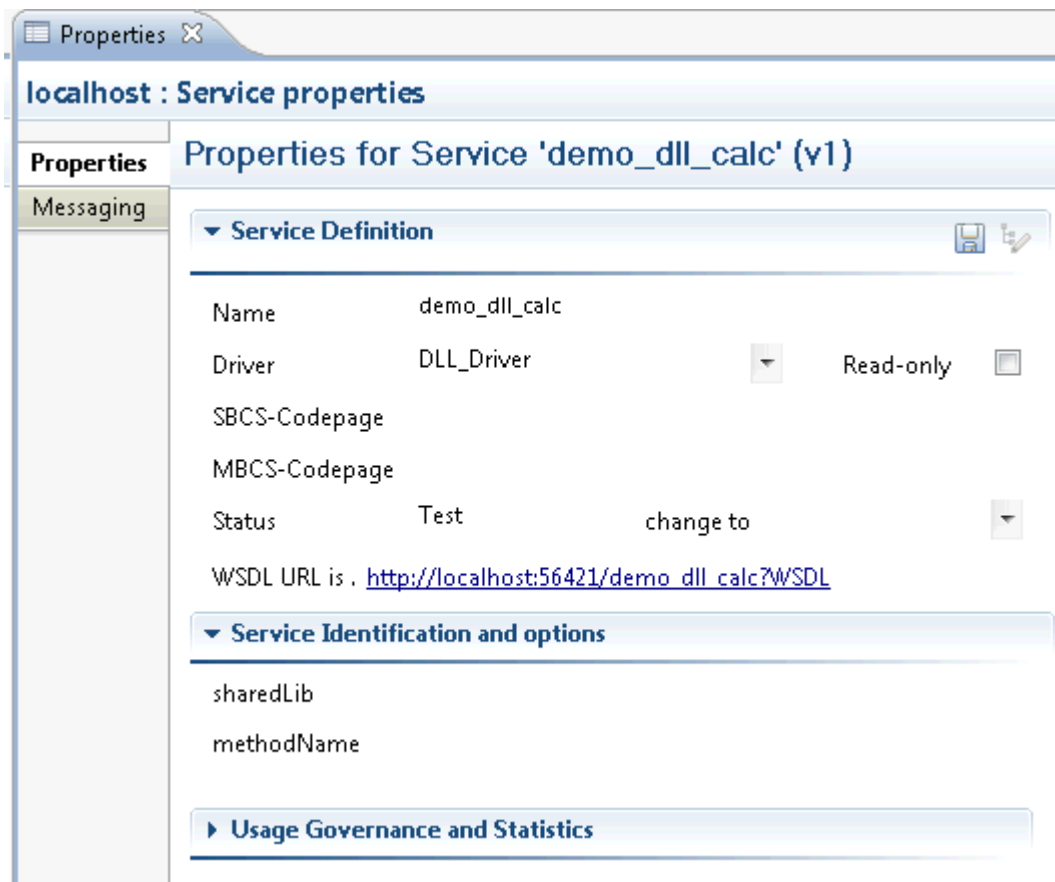 Properties
localhost : Service properties
Properties
Messaging
Properties for Service 'demo_dll_calc' (v1)
Service Definition
Name demo_dll_calc
Driver DLL_Driver Read-only
SBCS-Codepage
MBCS-Codepage
Status Test change to
WSDL URL is . http://localhost:56421/demo_dll_calc?WSDL
Service Identification and options
sharedLib
methodName
Usage Governance and Statistics